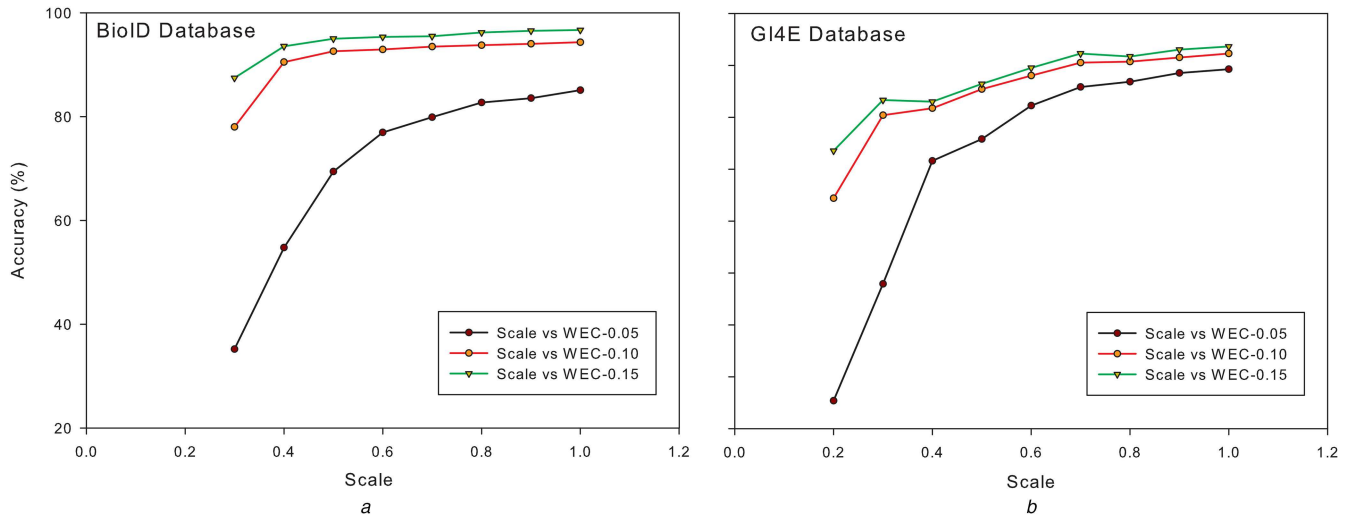 BioID Database
GI4E Database
100
80
60
40
20
Accuracy (%)
Scale vs WEC-0.05
Scale vs WEC-0.10
Scale vs WEC-0.15
Scale vs WEC-0.05
Scale vs WEC-0.10
Scale vs WEC-0.15
0.0 0.2 0.4 0.6 0.8 1.0 1.2
0.0 0.2 0.4 0.6 0.8 1.0 1.2
Scale
Scale
a
b